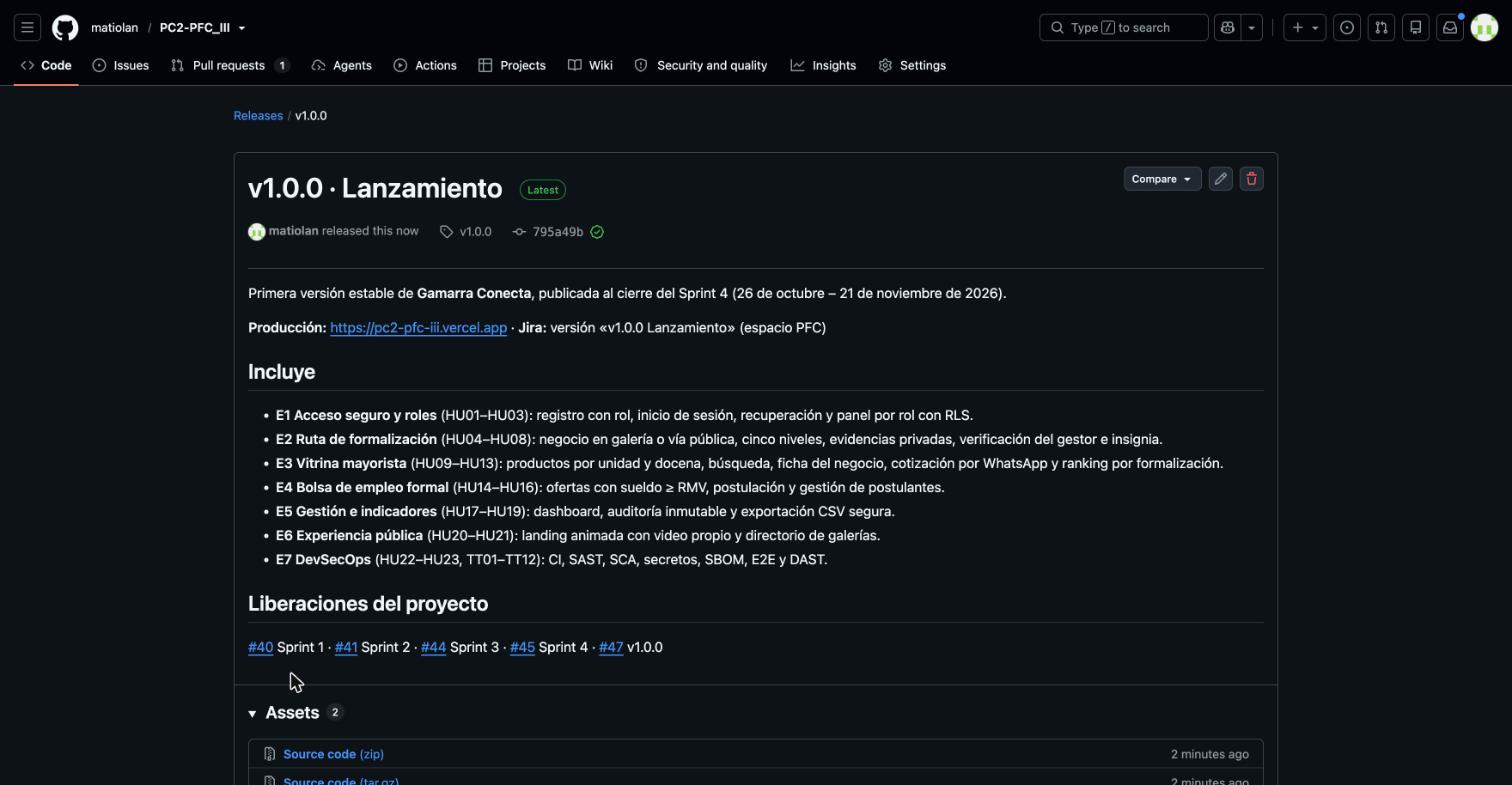 matiolan / PC2-PFC_III
Type / to search
Code Issues Pull requests 1 Agents Actions Projects Wiki Security and quality Insights Settings
Releases / v1.0.0
v1.0.0 · Lanzamiento Latest
Compare
matiolan released this now v1.0.0 795a49b
Primera versión estable de Gamarra Conecta, publicada al cierre del Sprint 4 (26 de octubre – 21 de noviembre de 2026).
Producción: https://pc2-pfc-iii.vercel.app · Jira: versión «v1.0.0 Lanzamiento» (espacio PFC)
Incluye
• E1 Acceso seguro y roles (HU01–HU03): registro con rol, inicio de sesión, recuperación y panel por rol con RLS.
• E2 Ruta de formalización (HU04–HU08): negocio en galería o vía pública, cinco niveles, evidencias privadas, verificación del gestor e insignia.
• E3 Vitrina mayorista (HU09–HU13): productos por unidad y docena, búsqueda, ficha del negocio, cotización por WhatsApp y ranking por formalización.
• E4 Bolsa de empleo formal (HU14–HU16): ofertas con sueldo ≥ RMV, postulación y gestión de postulantes.
• E5 Gestión e indicadores (HU17–HU19): dashboard, auditoría inmutable y exportación CSV segura.
• E6 Experiencia pública (HU20–HU21): landing animada con video propio y directorio de galerías.
• E7 DevSecOps (HU22–HU23, TT01–TT12): CI, SAST, SCA, secretos, SBOM, E2E y DAST.
Liberaciones del proyecto
#40 Sprint 1 · #41 Sprint 2 · #44 Sprint 3 · #45 Sprint 4 · #47 v1.0.0
Assets 2
Source code (zip) 2 minutes ago
Source code (tar.gz) 2 minutes ago